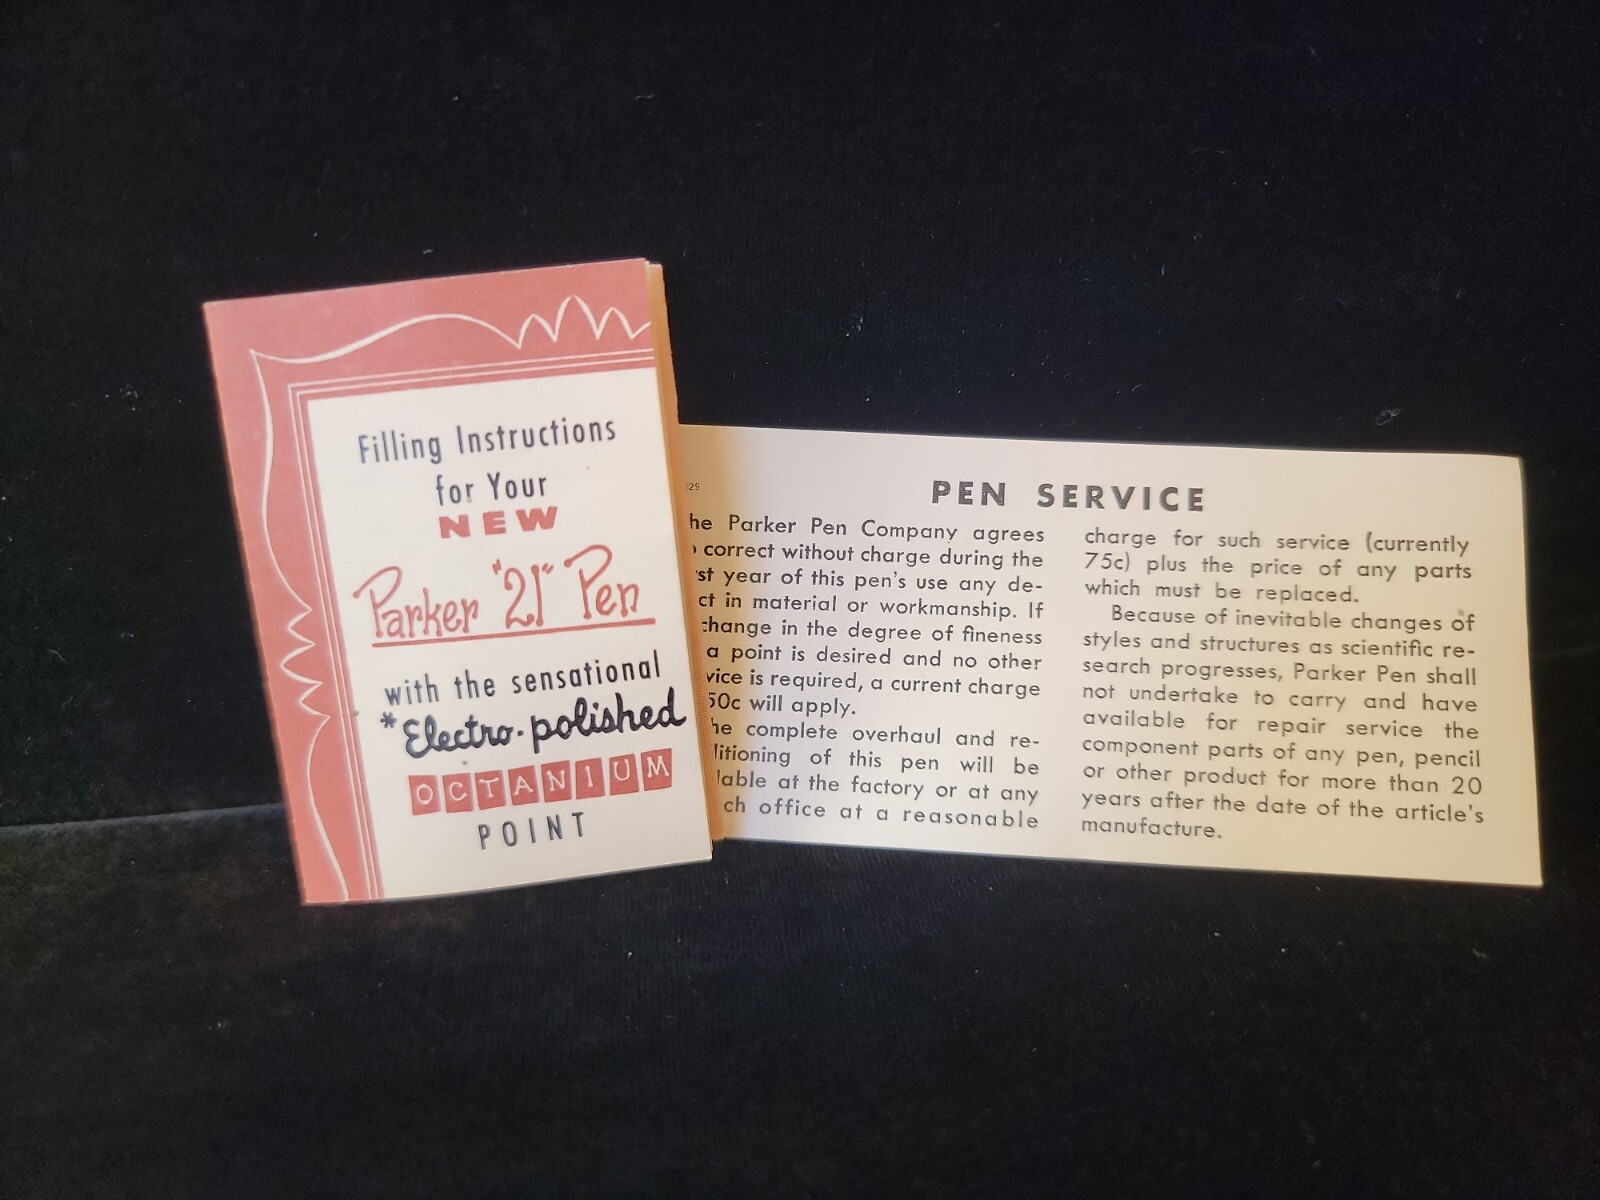 Filling Instructions
for Your
NEW
Parker "21" Pen
with the sensational
*Electro-polished
OCTANIUM
POINT
29
PEN SERVICE
he Parker Pen Company agrees
correct without charge during the
st year of this pen's use any de-
ct in material or workmanship. If
change in the degree of fineness
a point is desired and no other
vice is required, a current charge
50c will apply.
he complete overhaul and re-
ditioning of this pen will be
lable at the factory or at any
ch office at a reasonable
charge for such service (currently
75c) plus the price of any parts
which must be replaced.
Because of inevitable changes of
styles and structures as scientific re-
search progresses, Parker Pen shall
not undertake to carry and have
available for repair service the
component parts of any pen, pencil
or other product for more than 20
years after the date of the article's
manufacture.